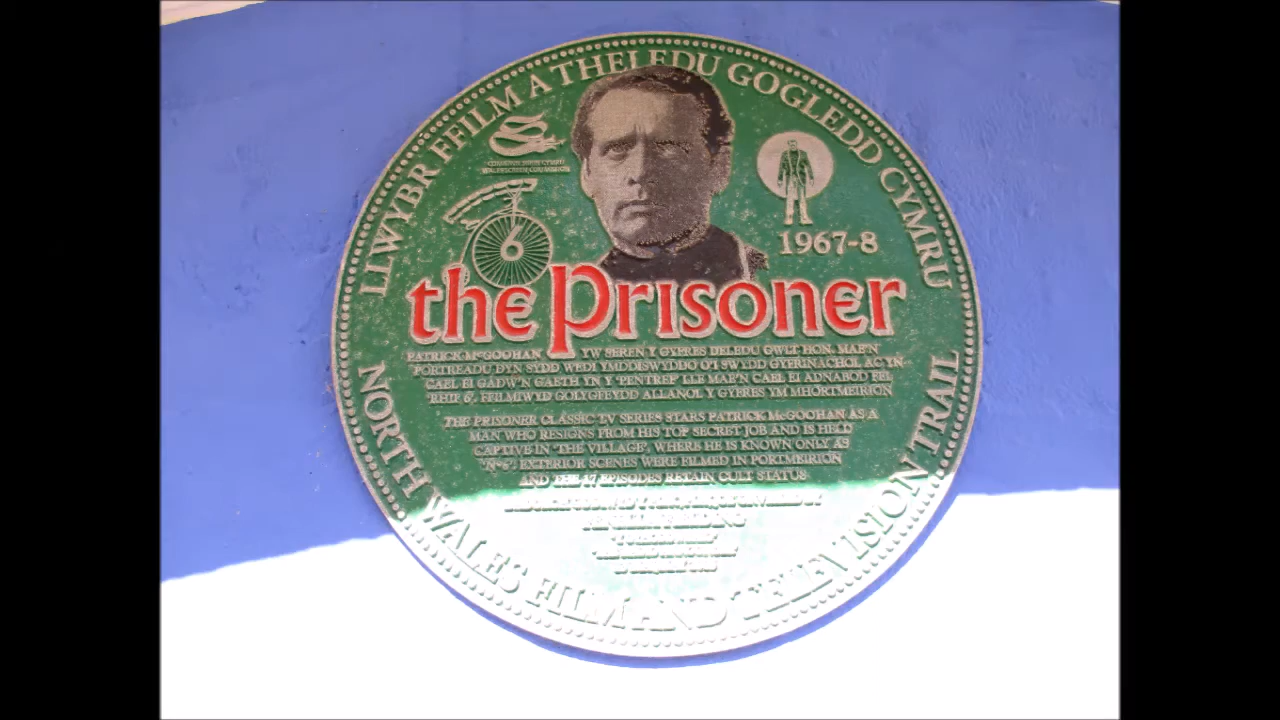 LLWYBR FFILM A THELEDU GOGLEDD CYMRU
6
1967-8
the Prisoner
PATRICK McGOOHAN YW SEREN Y GYFRES DELEDU GWLT HON. MAE'N
PORTREADU DYN SYDD WEDI YMDDISWYDDO O'I SWYDD GYFRINACHOL AC YN
CAEL EI GADW'N GAETH YN Y 'PENTREF' LLE MAE'N CAEL EI ADNABOD FEL
'RHIF 6'. FFILMIWYD GOLYGFEYDD ALLANOL Y GYFRES YM MHORTMEIRION
THE PRISONER CLASSIC TV SERIES STARS PATRICK McGOOHAN AS A
MAN WHO RESIGNS FROM HIS TOP SECRET JOB AND IS HELD
CAPTIVE IN 'THE VILLAGE', WHERE HE IS KNOWN ONLY AS
'Nº6'. EXTERIOR SCENES WERE FILMED IN PORTMEIRION
AND THE 17 EPISODES RETAIN CULT STATUS
NORTH WALES FILM AND TELEVISION TRAIL